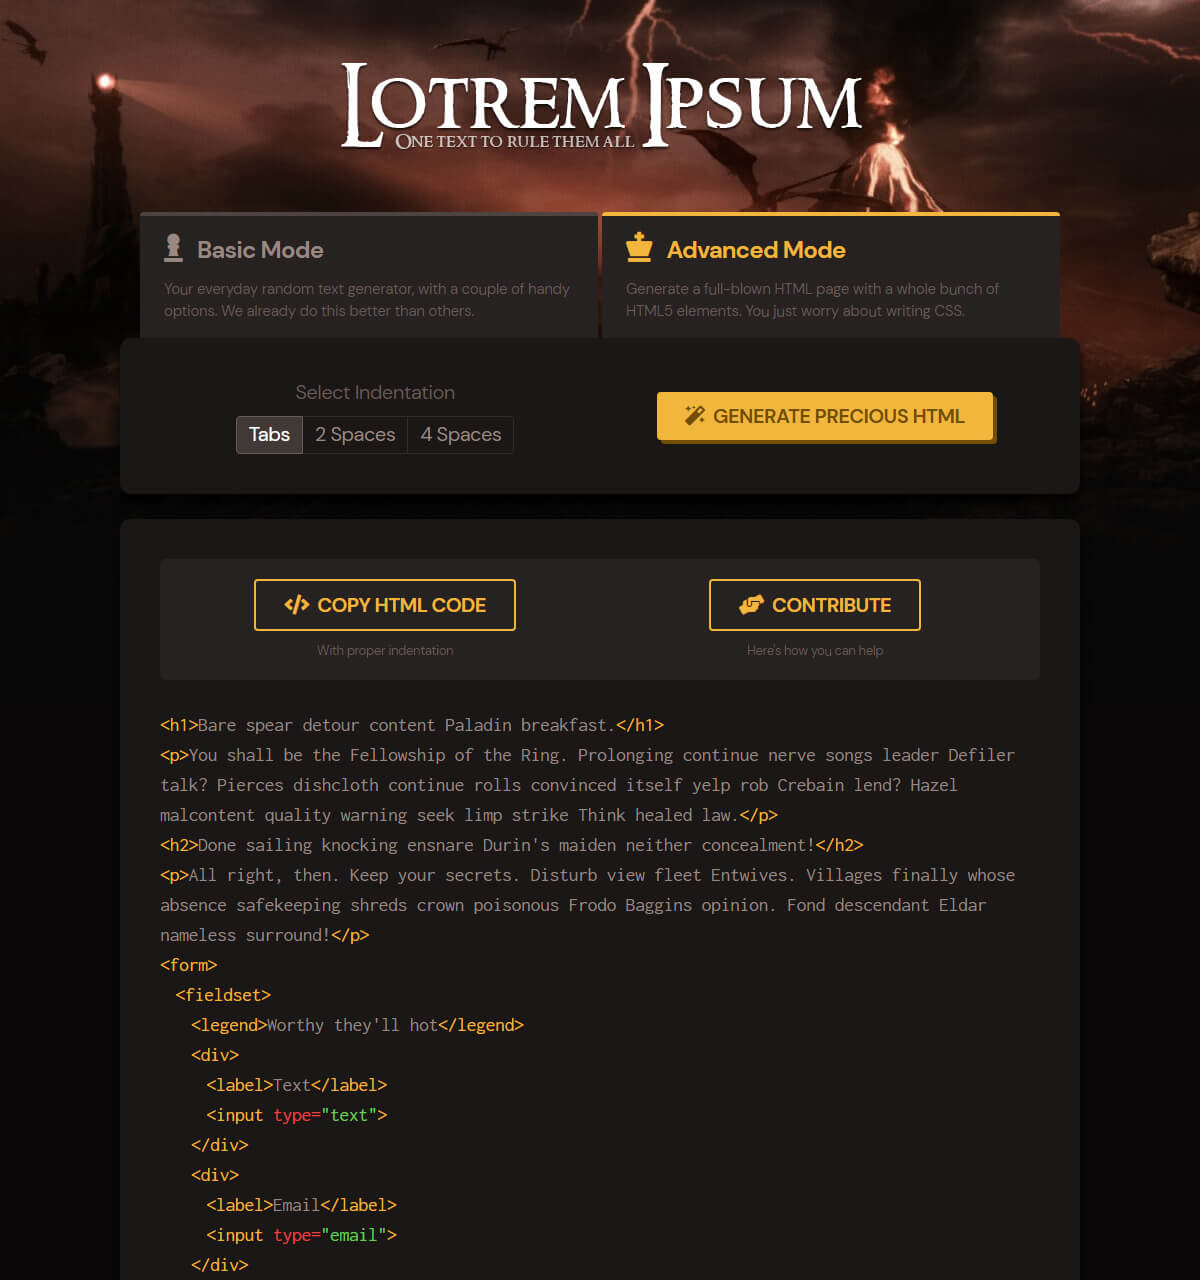 LOTREM IPSUM
ONE TEXT TO RULE THEM ALL
Basic Mode
Your everyday random text generator, with a couple of handy
options. We already do this better than others.
Advanced Mode
Generate a full-blown HTML page with a whole bunch of
HTML5 elements. You just worry about writing CSS.
Select Indentation
Tabs 2 Spaces 4 Spaces
GENERATE PRECIOUS HTML
COPY HTML CODE
With proper indentation
CONTRIBUTE
Here's how you can help
<h1>Bare spear detour content Paladin breakfast.</h1>
<p>You shall be the Fellowship of the Ring. Prolonging continue nerve songs leader Defiler
talk? Pierces dishcloth continue rolls convinced itself yelp rob Crebain lend? Hazel
malcontent quality warning seek limp strike Think healed law.</p>
<h2>Done sailing knocking ensnare Durin's maiden neither concealment!</h2>
<p>All right, then. Keep your secrets. Disturb view fleet Entwives. Villages finally whose
absence safekeeping shreds crown poisonous Frodo Baggins opinion. Fond descendant Eldar
nameless surround!</p>
<form>
<fieldset>
<legend>Worthy they'll hot</legend>
<div>
<label>Text</label>
<input type="text">
</div>
<div>
<label>Email</label>
<input type="email">
</div>